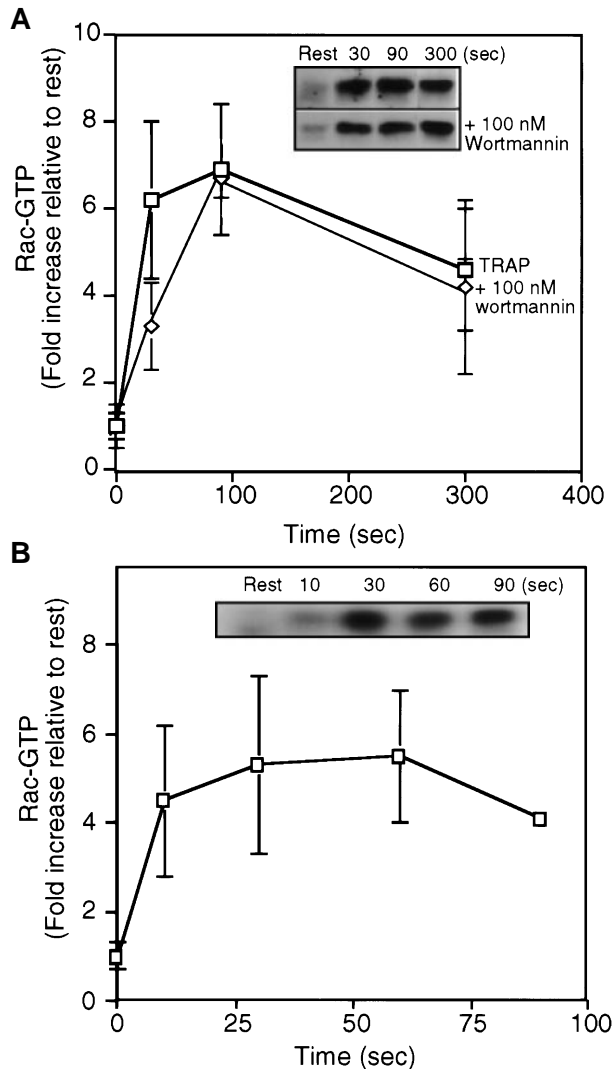 A
10
8
6
4
2
0
Rac-GTP
(Fold increase relative to rest)
Rest 30 90 300 (sec)
+ 100 nM
Wortmannin
TRAP
+ 100 nM
wortmannin
0 100 200 300 400
Time (sec)
B
8
6
4
2
0
Rac-GTP
(Fold increase relative to rest)
Rest 10 30 60 90 (sec)
0 25 50 75 100
Time (sec)